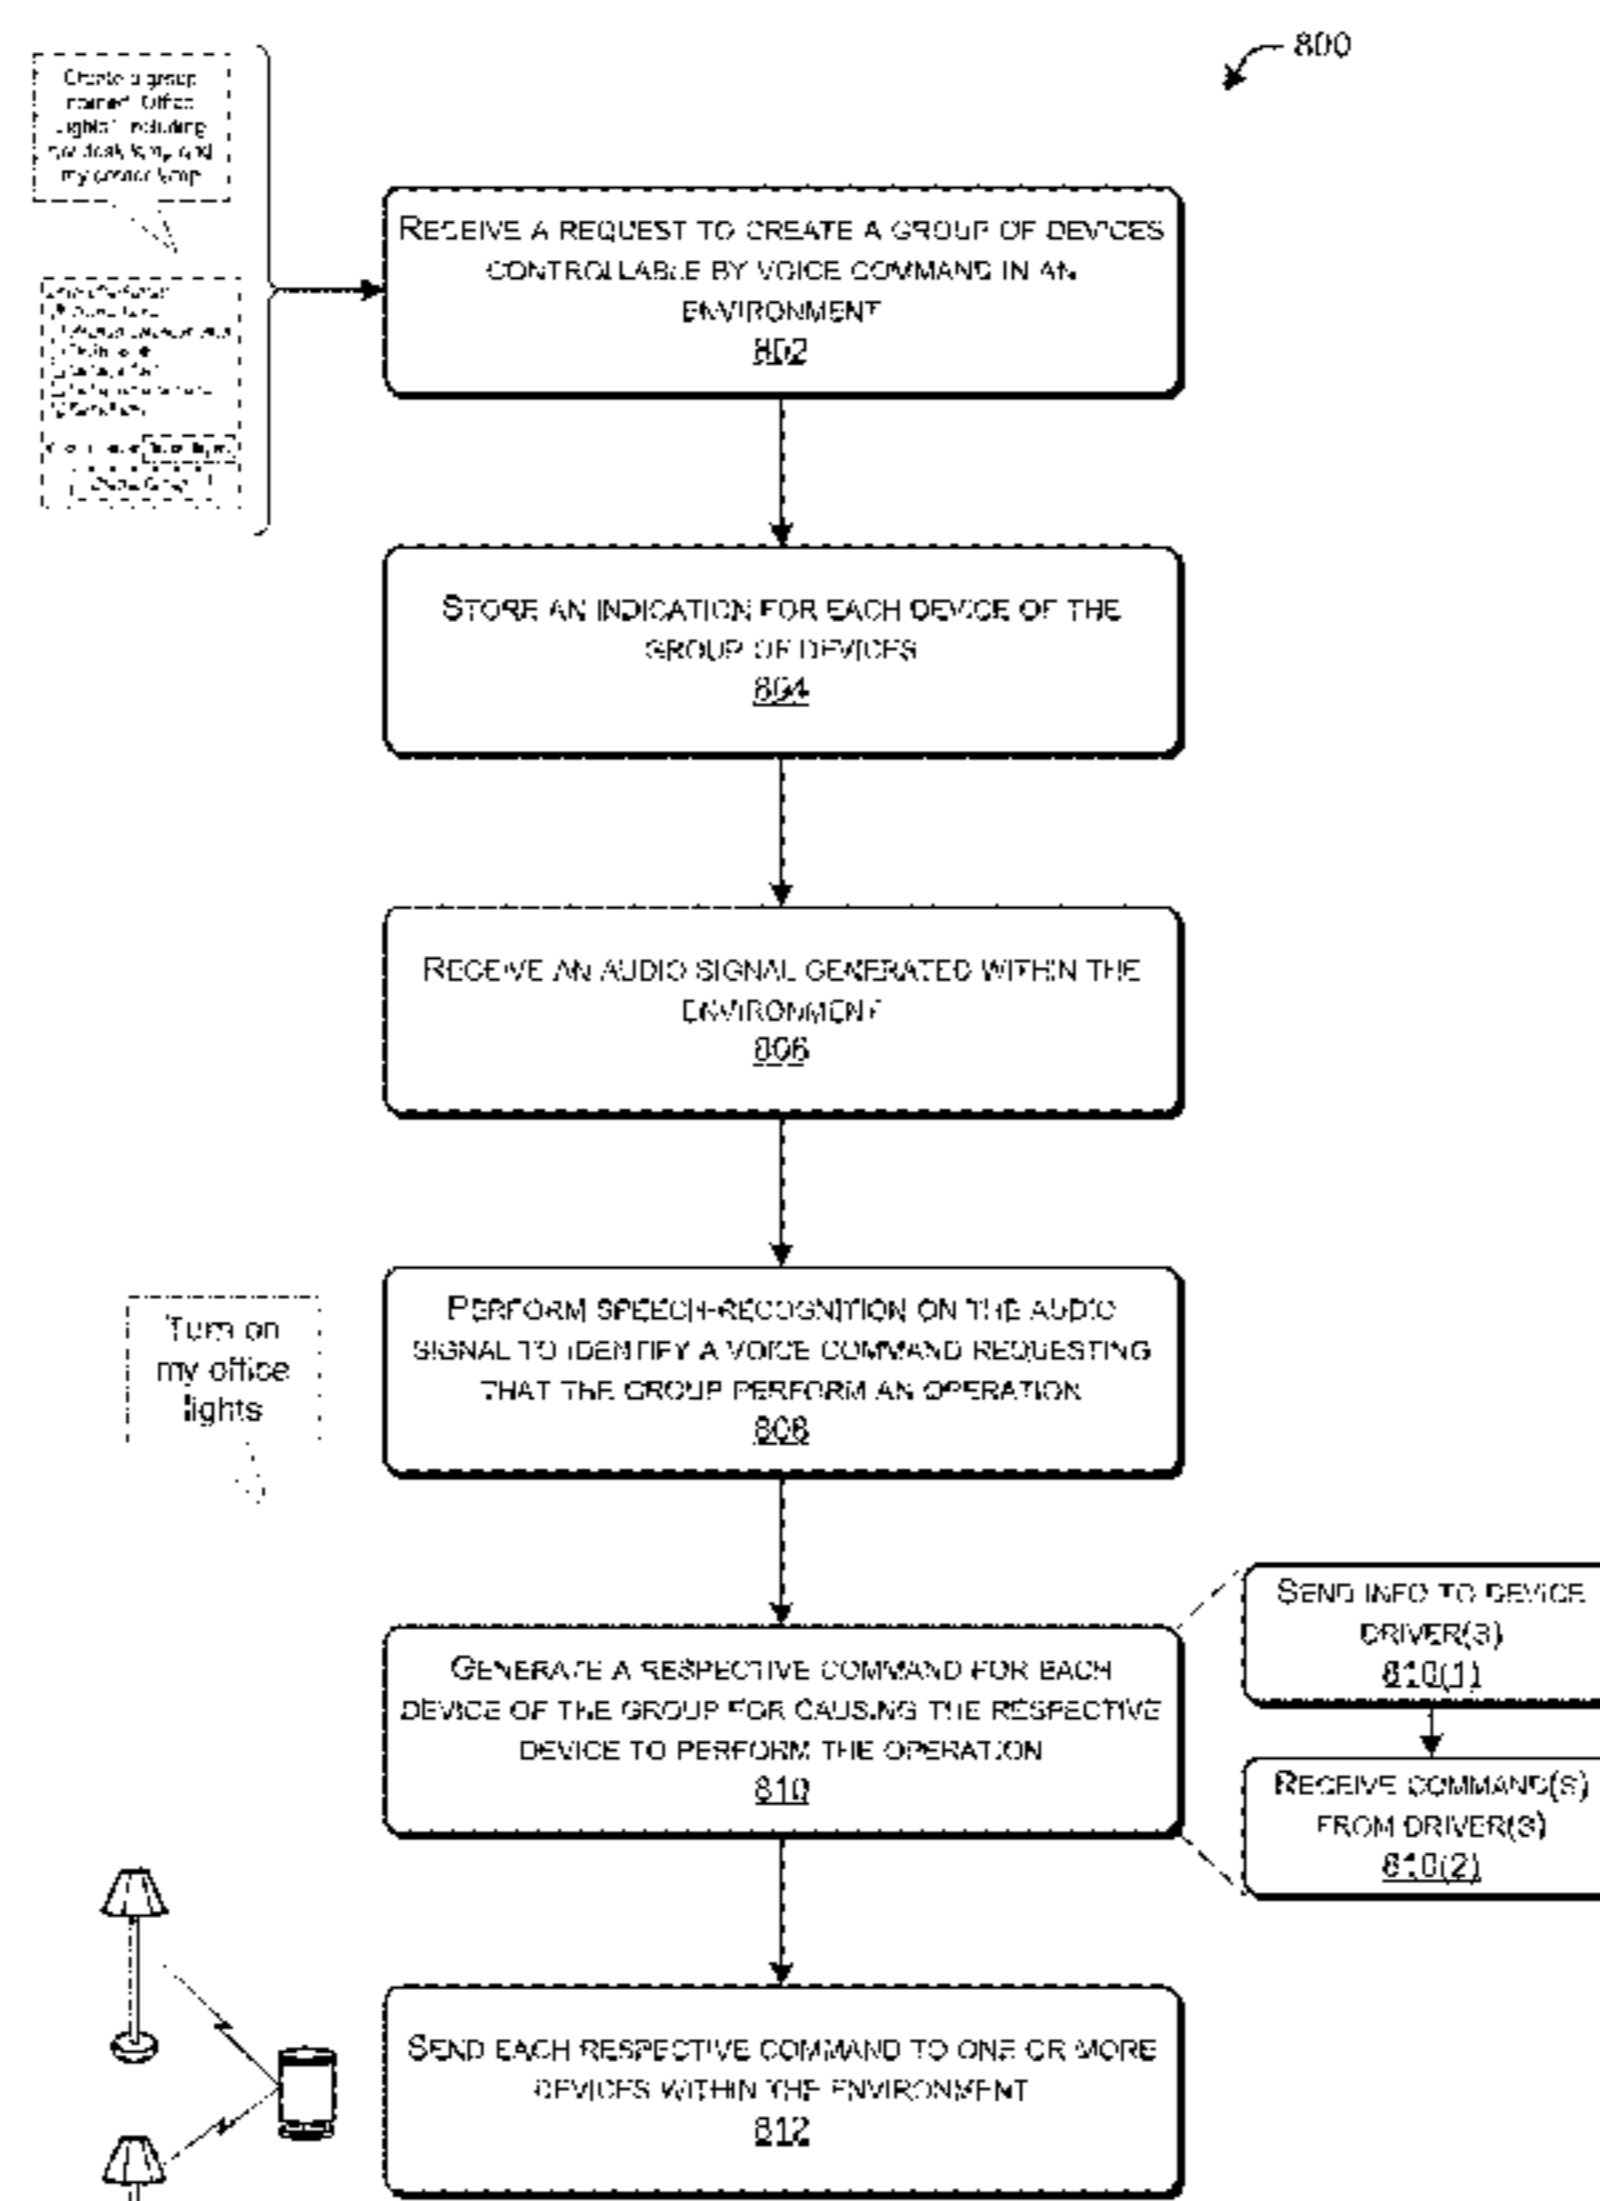 800
Create a group
named "Office
Lights" including
my desk lamp and
my corner lamp
RECEIVE A REQUEST TO CREATE A GROUP OF DEVICES
CONTROLLABLE BY VOICE COMMAND IN AN
ENVIRONMENT
802
STORE AN INDICATION FOR EACH DEVICE OF THE
GROUP OF DEVICES
804
RECEIVE AN AUDIO SIGNAL GENERATED WITHIN THE
ENVIRONMENT
806
Turn on
my office
lights
PERFORM SPEECH-RECOGNITION ON THE AUDIO
SIGNAL TO IDENTIFY A VOICE COMMAND REQUESTING
THAT THE GROUP PERFORM AN OPERATION
808
GENERATE A RESPECTIVE COMMAND FOR EACH
DEVICE OF THE GROUP FOR CAUSING THE RESPECTIVE
DEVICE TO PERFORM THE OPERATION
810
SEND INFO TO DEVICE
DRIVER(S)
810(1)
RECEIVE COMMAND(S)
FROM DRIVER(S)
810(2)
SEND EACH RESPECTIVE COMMAND TO ONE OR MORE
DEVICES WITHIN THE ENVIRONMENT
812